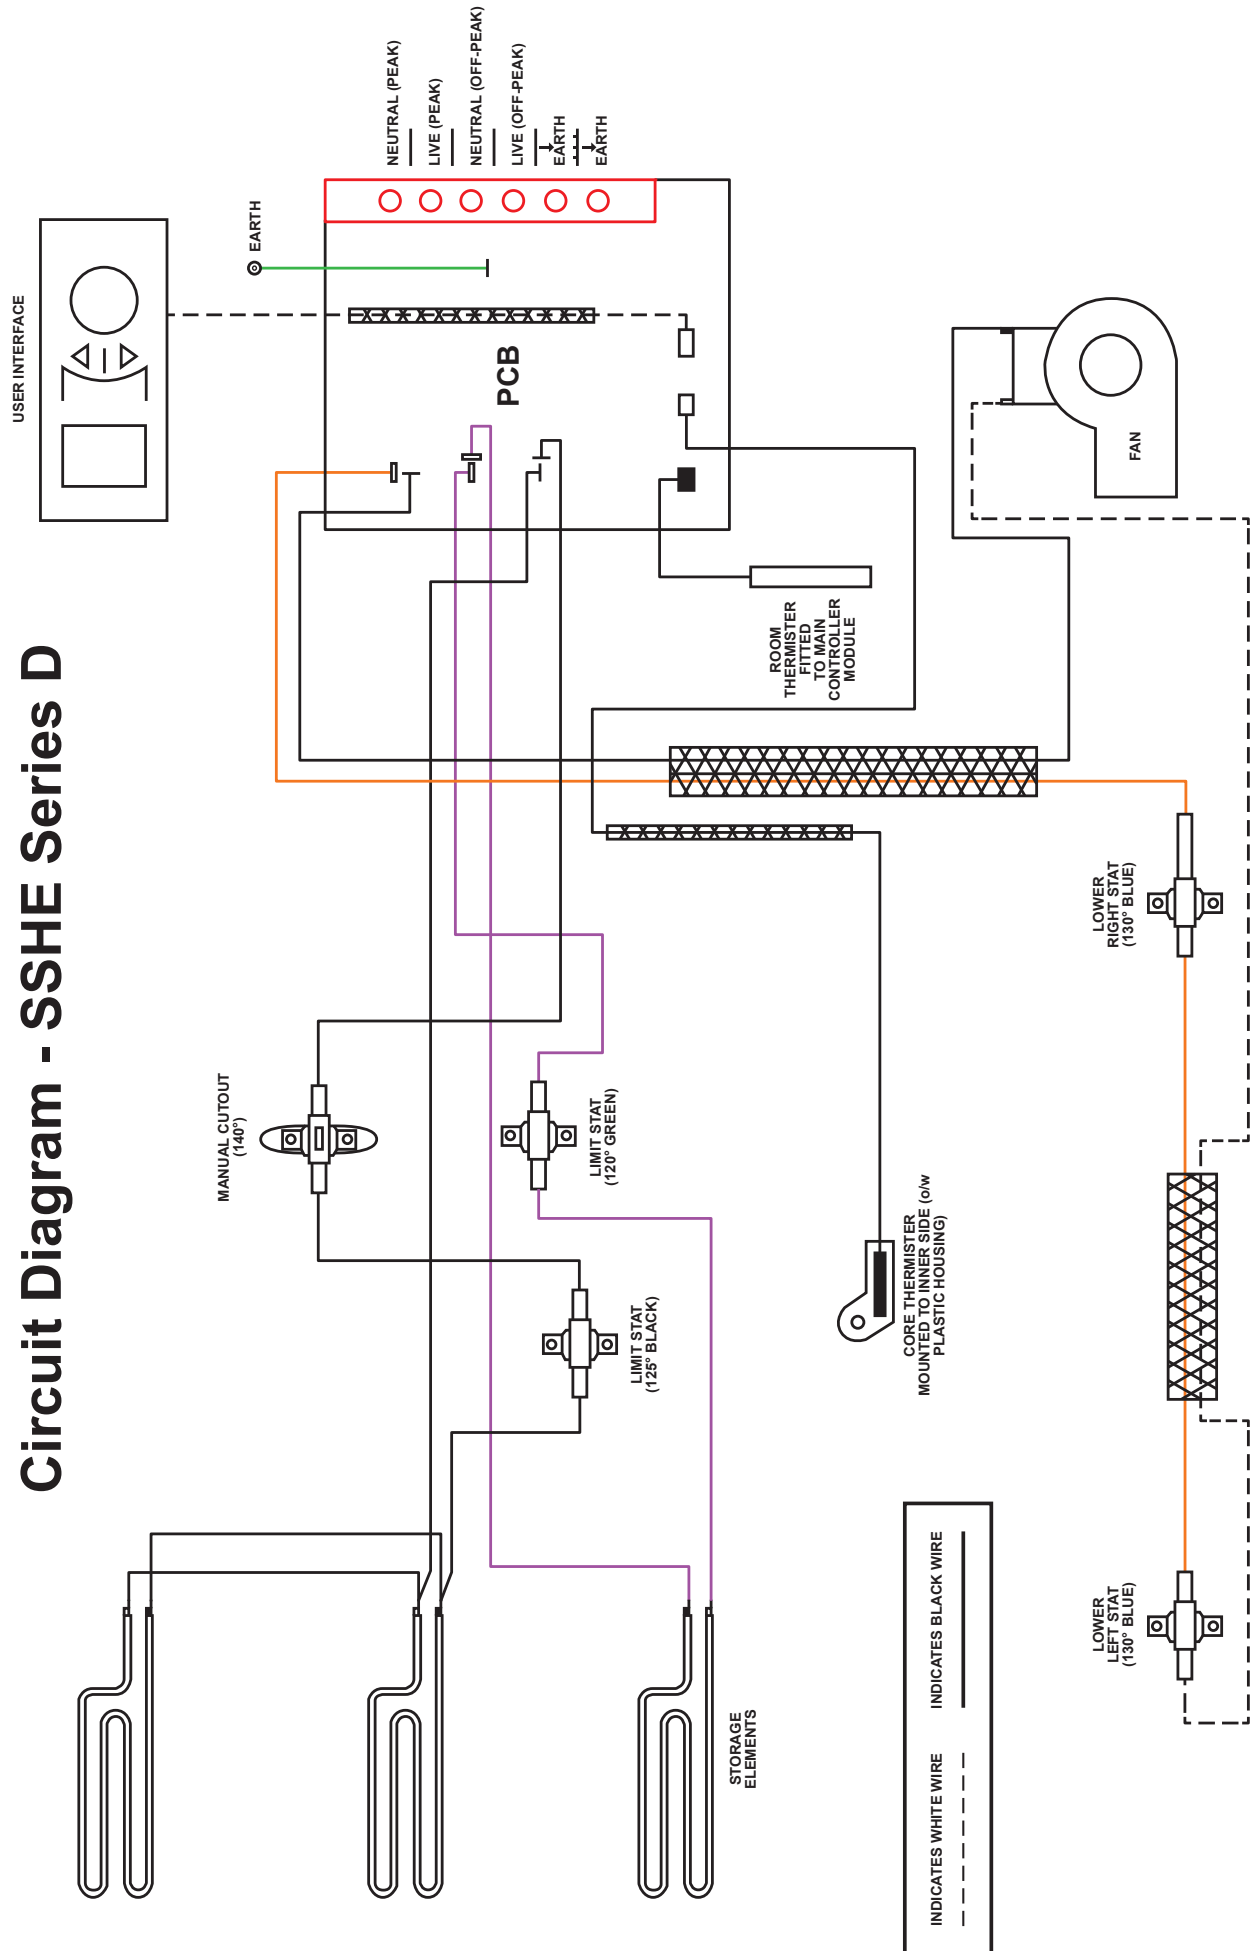 Circuit Diagram - SSHE Series D
USER INTERFACE
EARTH
NEUTRAL (PEAK)
LIVE (PEAK)
NEUTRAL (OFF-PEAK)
LIVE (OFF-PEAK)
EARTH
EARTH
PCB
MANUAL CUTOUT
(140°)
LIMIT STAT
(120° GREEN)
LIMIT STAT
(125° BLACK)
ROOM
THERMISTER
FITTED
TO MAIN
CONTROLLER
MODULE
FAN
STORAGE
ELEMENTS
CORE THERMISTER
MOUNTED TO INNER SIDE (o/w
PLASTIC HOUSING)
LOWER
RIGHT STAT
(130° BLUE)
LOWER
LEFT STAT
(130° BLUE)
INDICATES WHITE WIRE
INDICATES BLACK WIRE